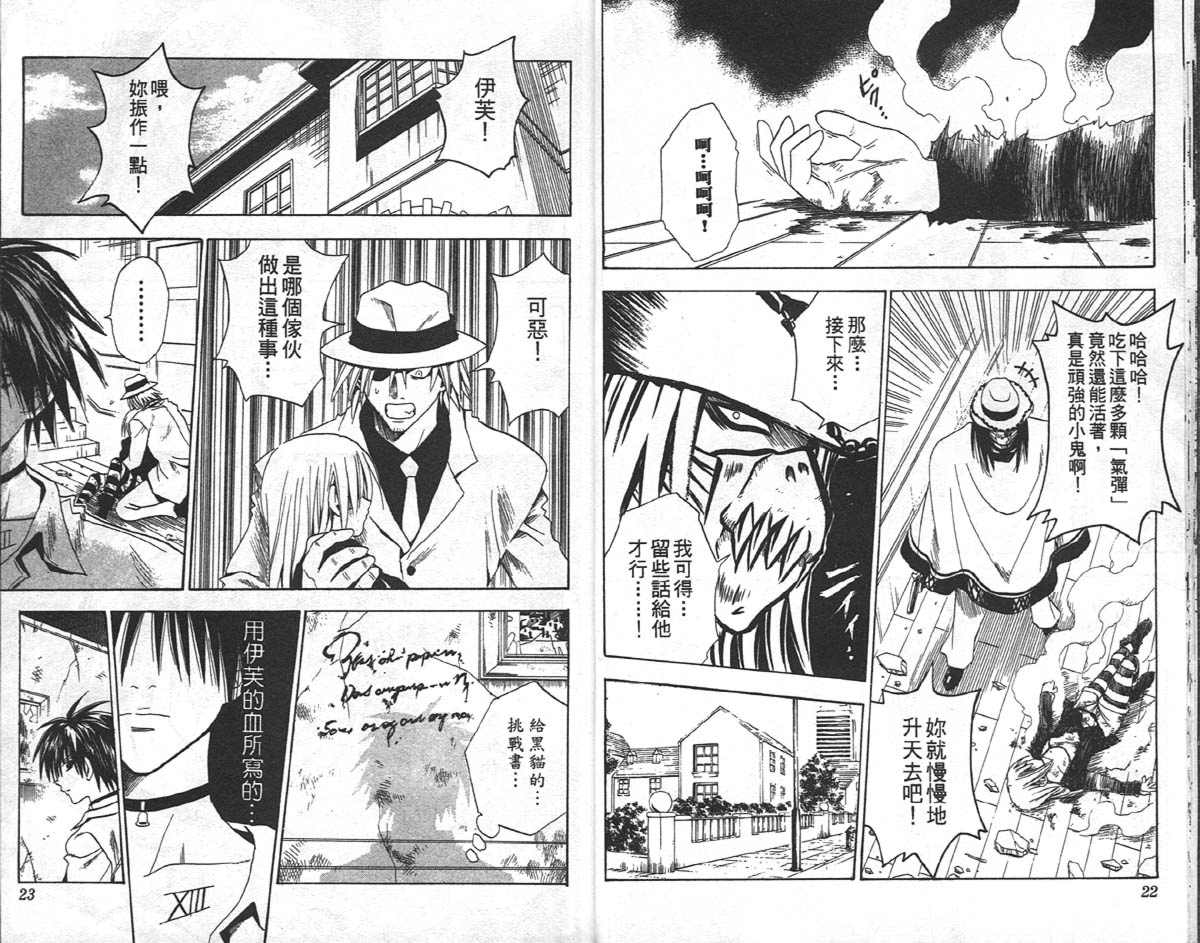 ピク…
呵…呵呵呵！
哈哈哈！
吃下這麼多顆「氣彈」
竟然還能活著，
真是頑強的小鬼啊！
妳就慢慢地
升天去吧！
那麼…
接下來…
我可得…
留些話給他
才行……！
22
伊芙！
喂，
妳振作一點！
可惡！
是哪個傢伙
做出這種事…
………
給黑貓的…
挑戰書…
用伊芙的血所寫的…
XIII
23